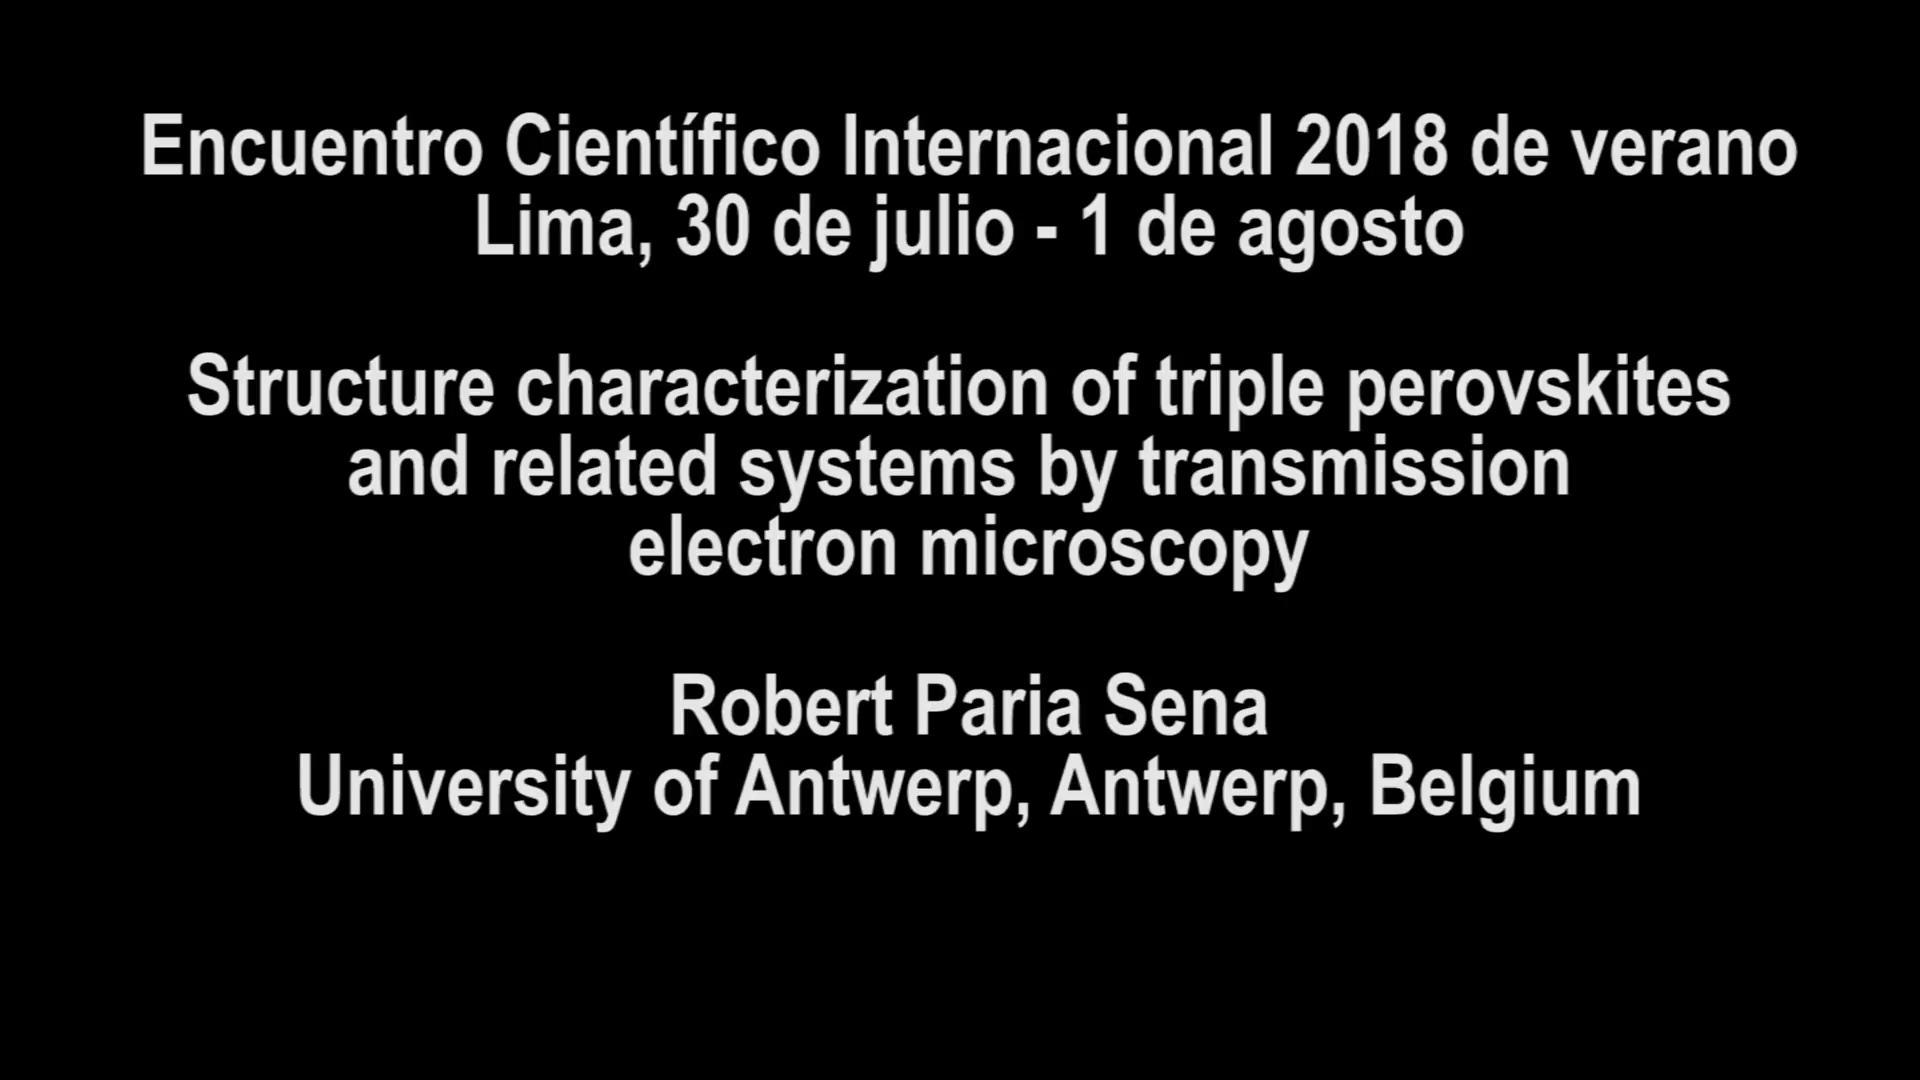 Encuentro Científico Internacional 2018 de verano
Lima, 30 de julio - 1 de agosto
Structure characterization of triple perovskites
and related systems by transmission
electron microscopy
Robert Paria Sena
University of Antwerp, Antwerp, Belgium